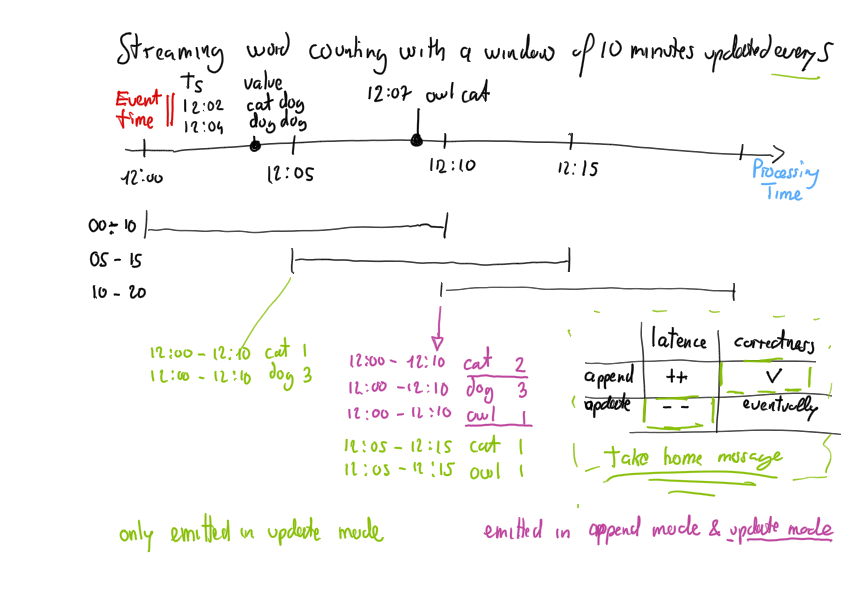 Streaming word counting with a window of 10 minutes updated every 5
Event Time
TS value
12:02 cat dog
12:04 dog dog
12:07 owl cat
12:00 12:05 12:10 12:15
Processing Time
00 ÷ 10
05 - 15
10 - 20
12:00 - 12:10 cat 1
12:00 - 12:10 dog 3
12:00 - 12:10 cat 2
12:00 - 12:10 dog 3
12:00 - 12:10 owl 1
12:05 - 12:15 cat 1
12:05 - 12:15 owl 1
latence correctness
append ++ ✓
update - - eventually
take home message
only emitted in update mode
emitted in append mode & update mode